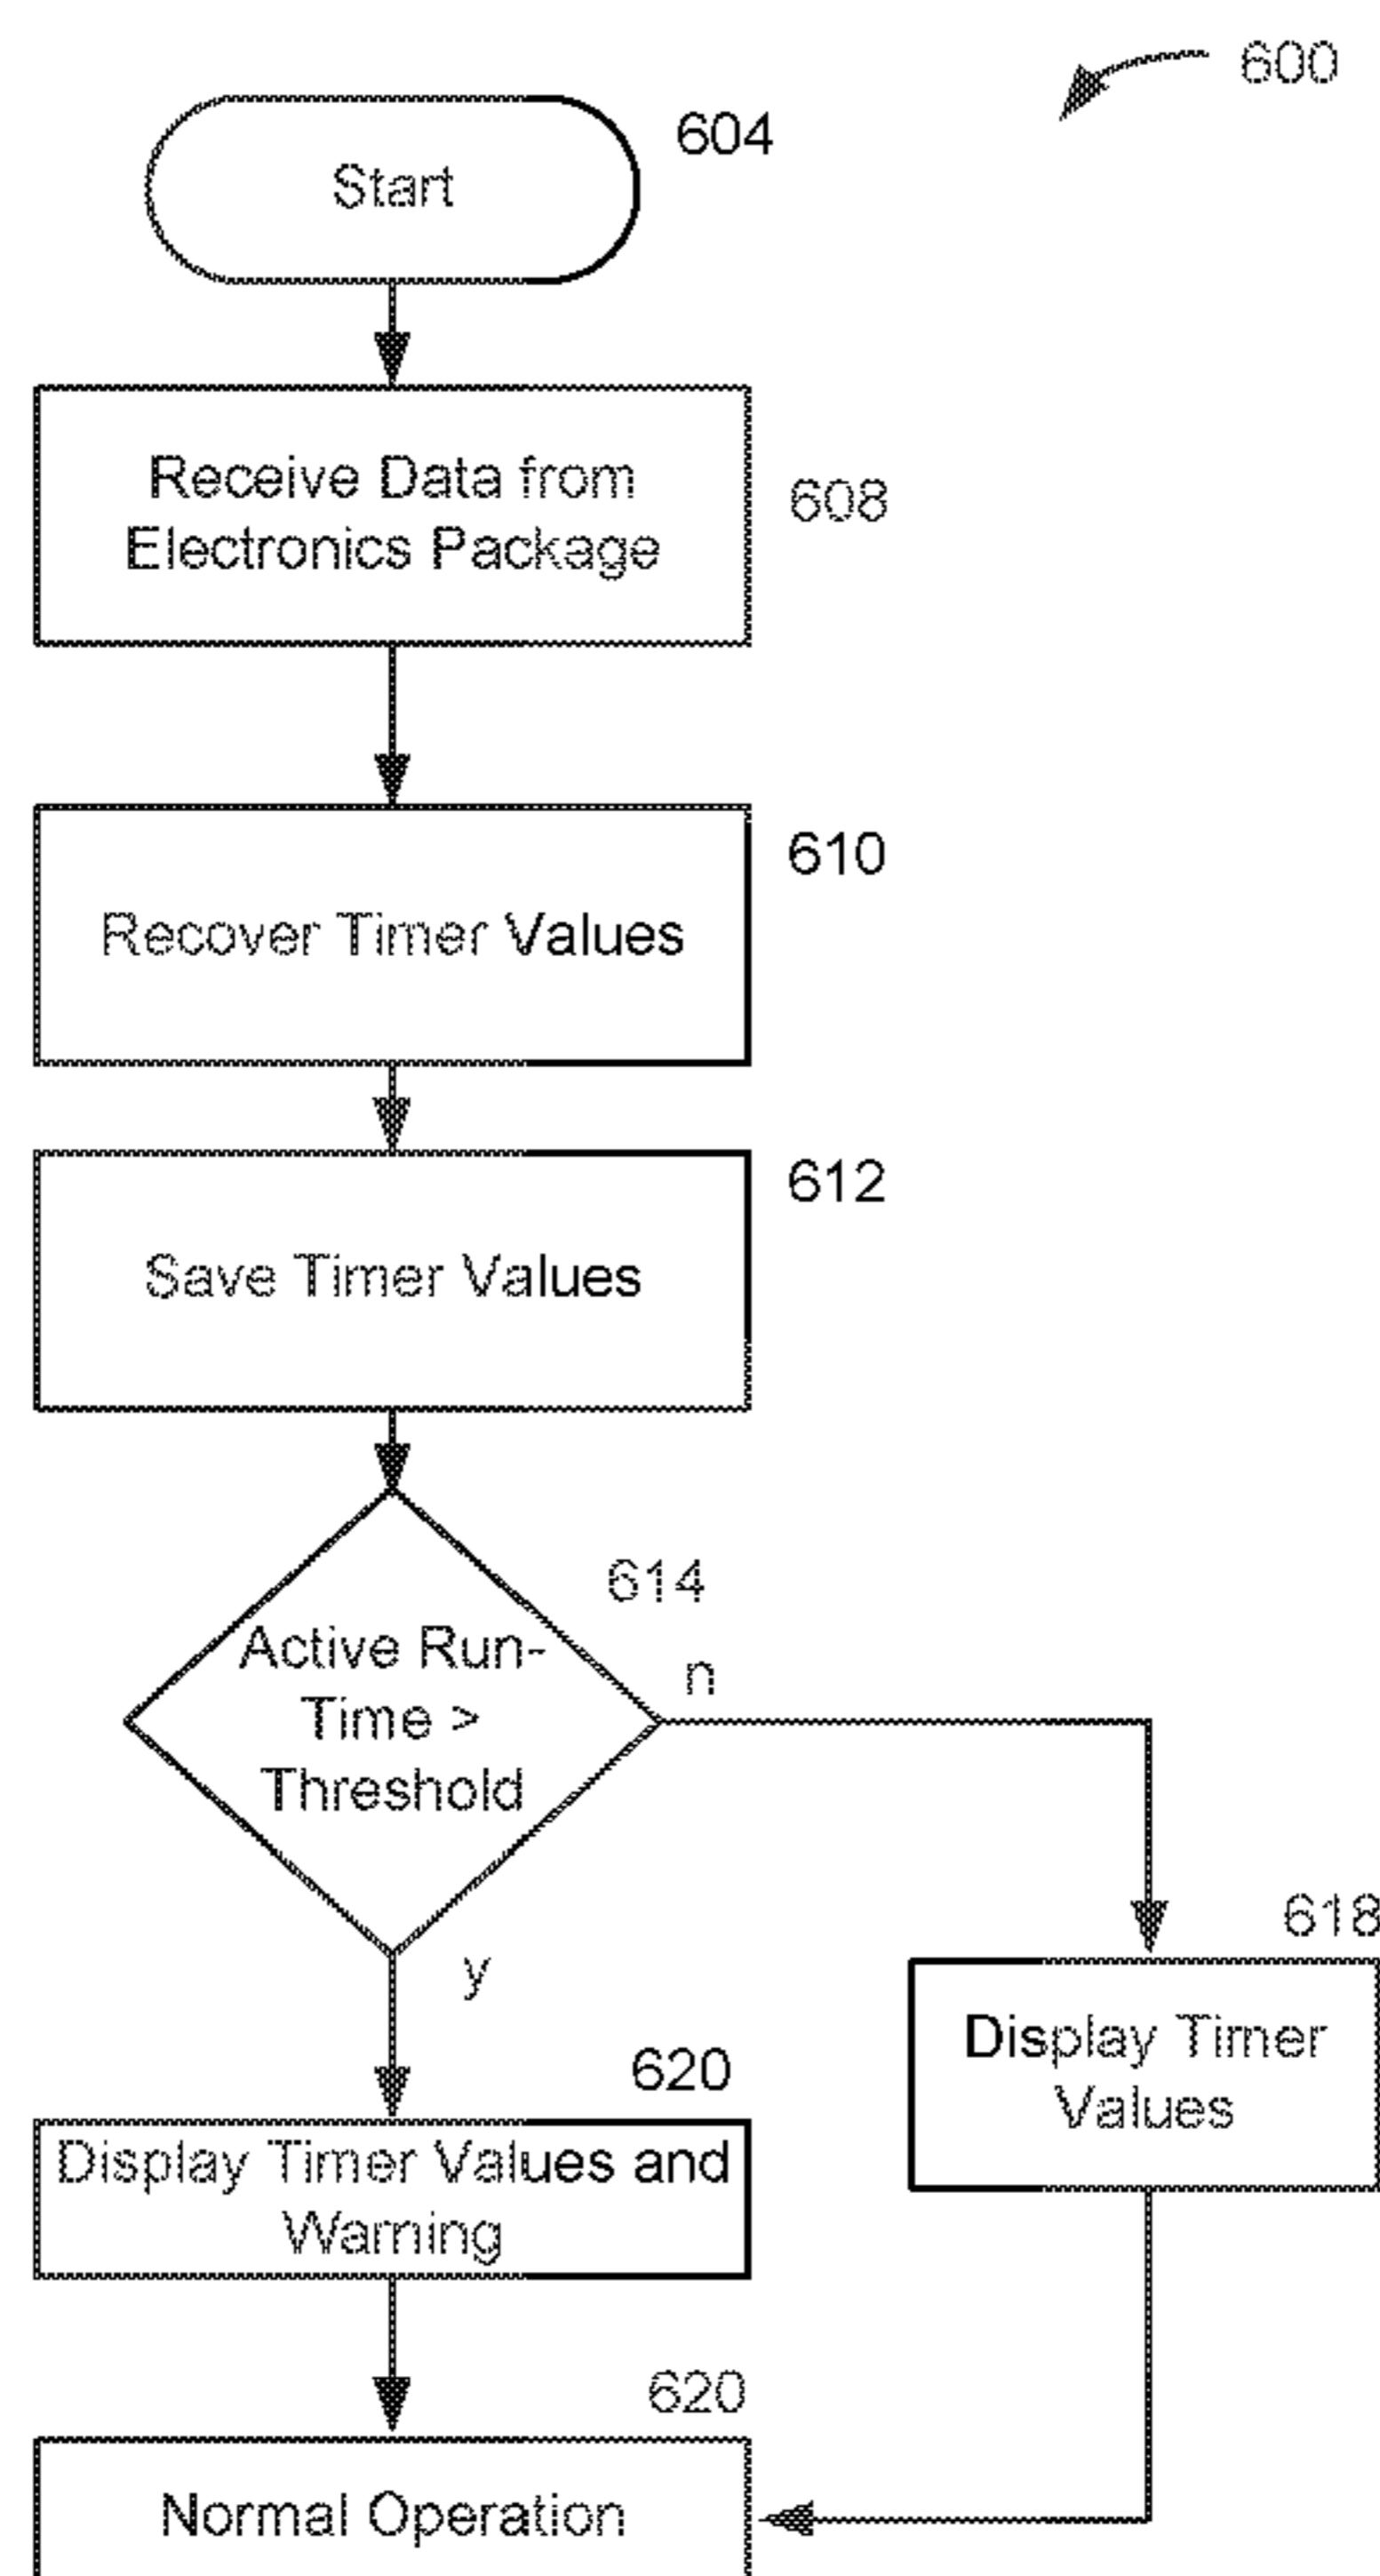 600
604
Start
Receive Data from
Electronics Package
608
610
Recover Timer Values
612
Save Timer Values
614
Active Run-
Time >
Threshold
n
y
618
Display Timer
Values
620
Display Timer Values and
Warning
620
Normal Operation